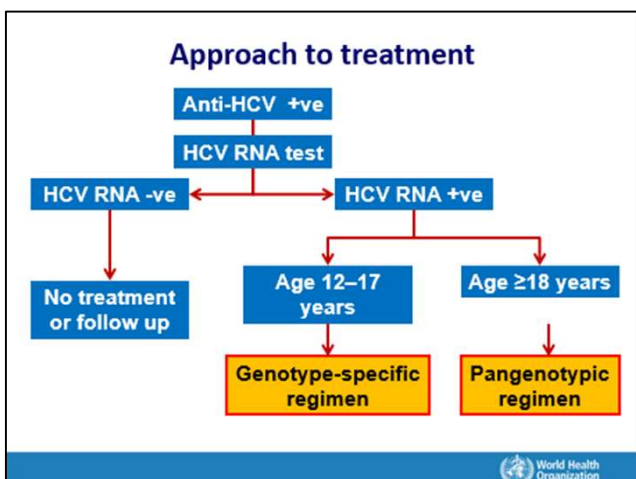 Approach to treatment
Anti-HCV +ve
HCV RNA test
HCV RNA -ve
HCV RNA +ve
No treatment
or follow up
Age 12–17
years
Age ≥18 years
Genotype-specific
regimen
Pangenotypic
regimen
World Health
Organization